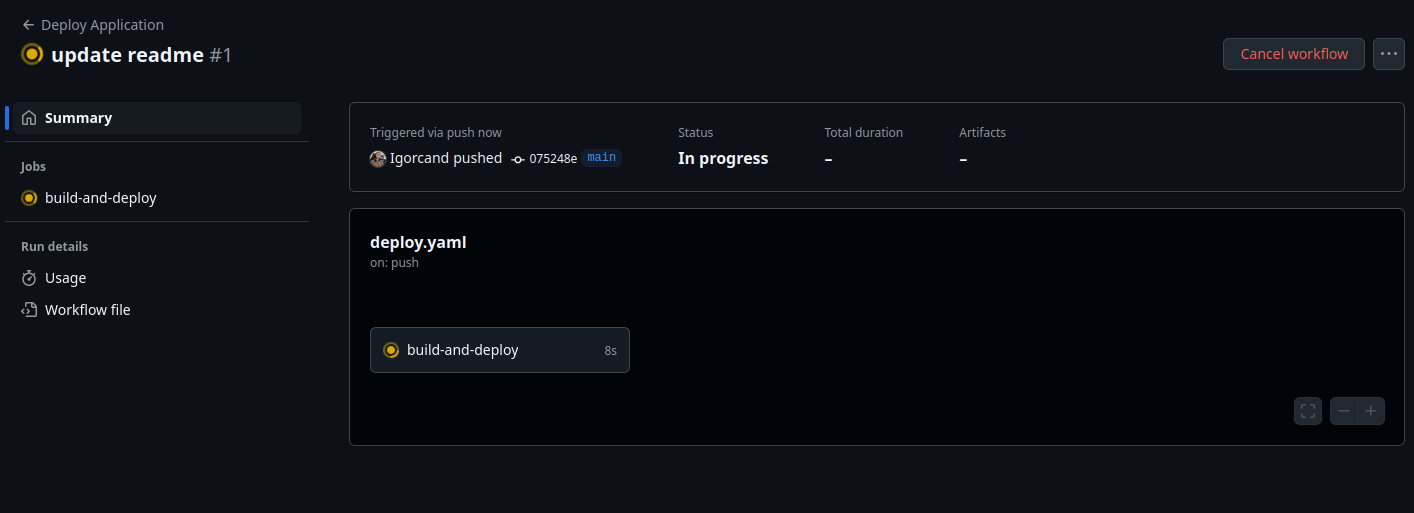 Deploy Application
update readme #1
Cancel workflow
Summary
Jobs
build-and-deploy
Run details
Usage
Workflow file
Triggered via push now
Igorcand pushed 075248e main
Status
In progress
Total duration
–
Artifacts
–
deploy.yaml
on: push
build-and-deploy 8s